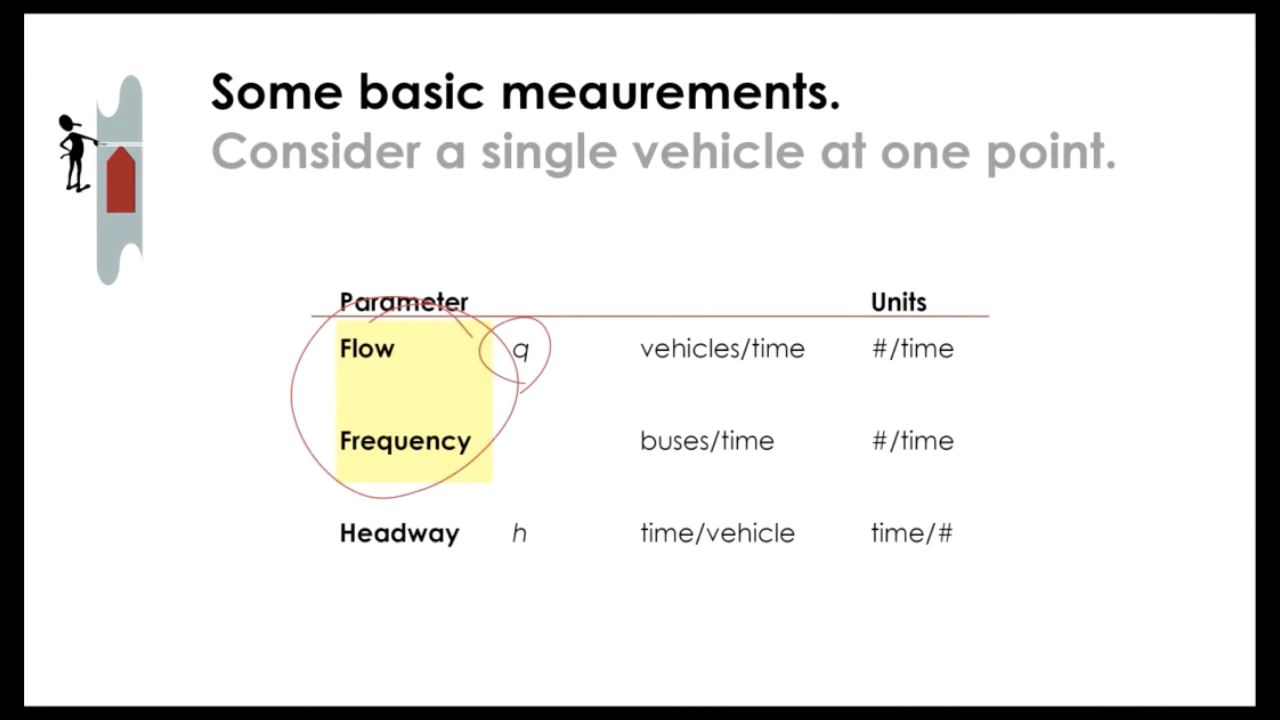 Some basic meaurements.
Consider a single vehicle at one point.
Parameter Units
Flow q vehicles/time #/time
Frequency buses/time #/time
Headway h time/vehicle time/#